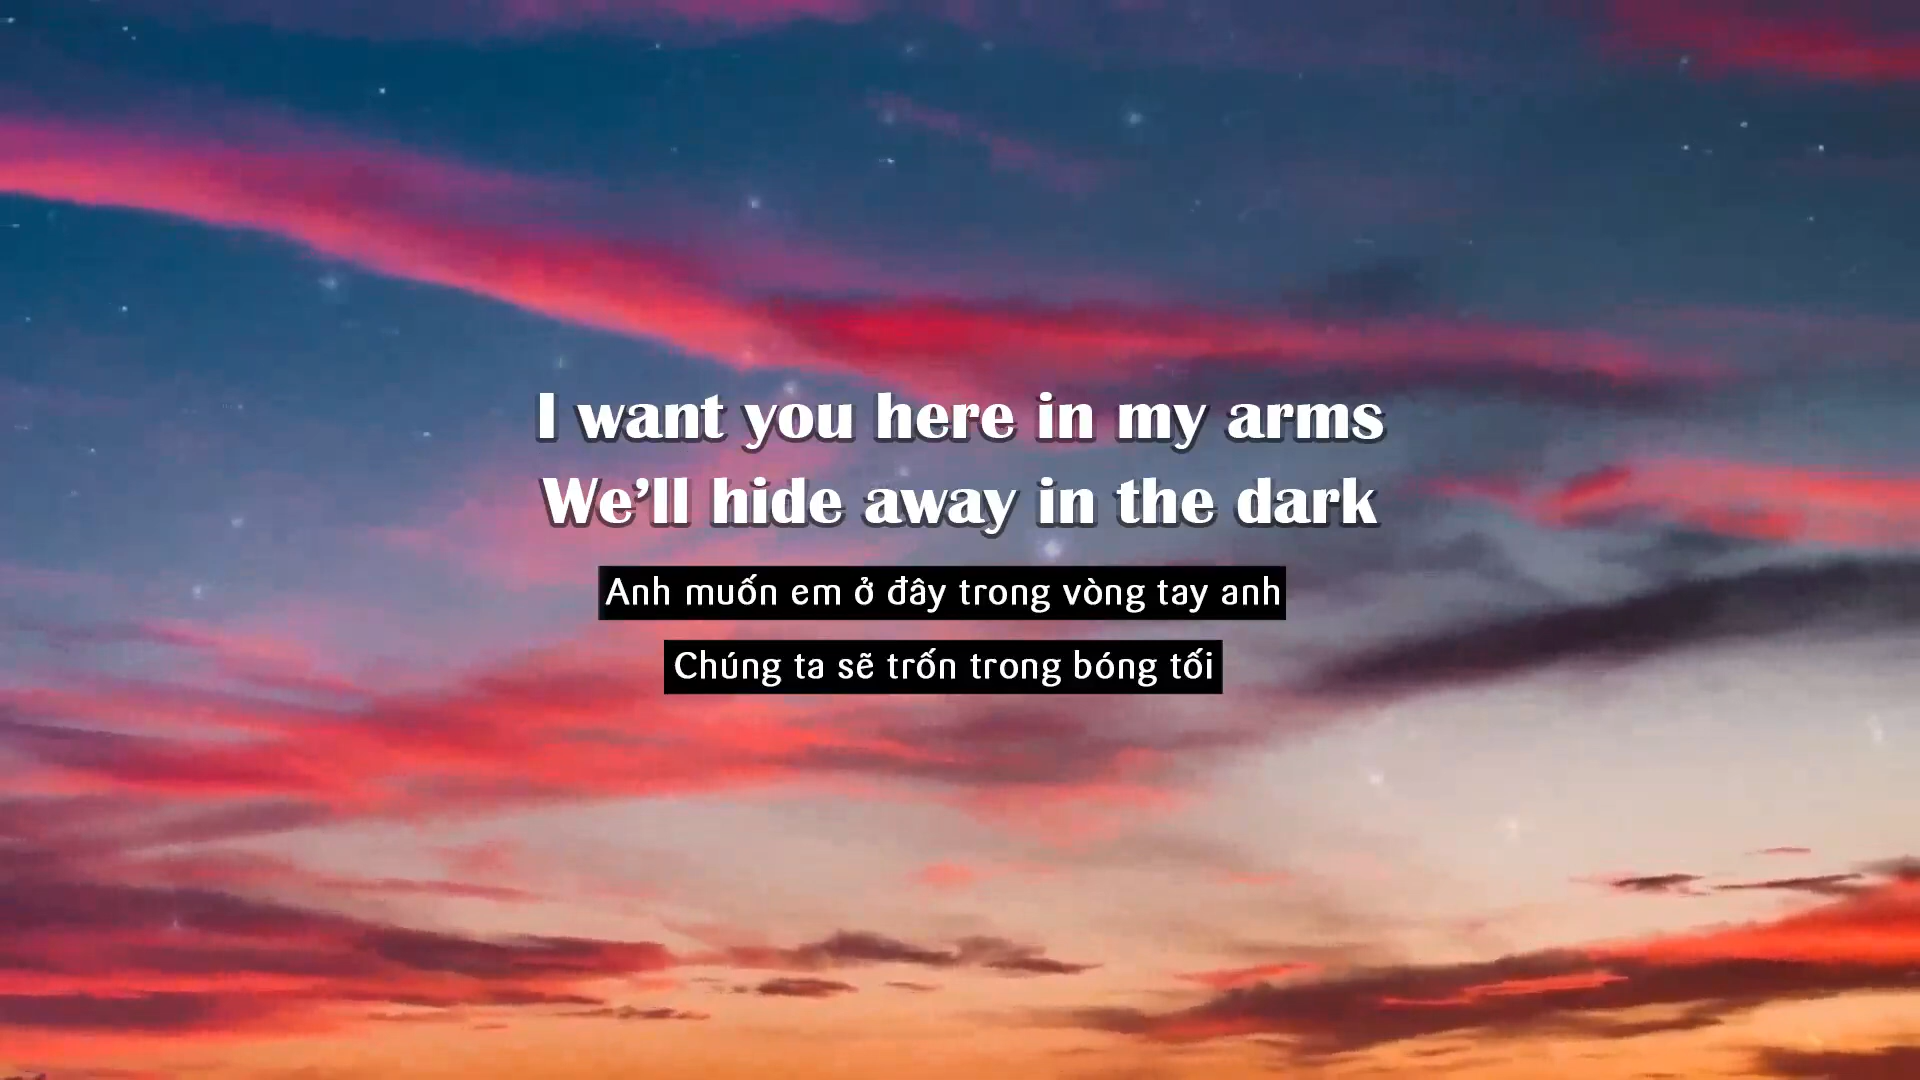 I want you here in my arms
We’ll hide away in the dark
Anh muốn em ở đây trong vòng tay anh
Chúng ta sẽ trốn trong bóng tối